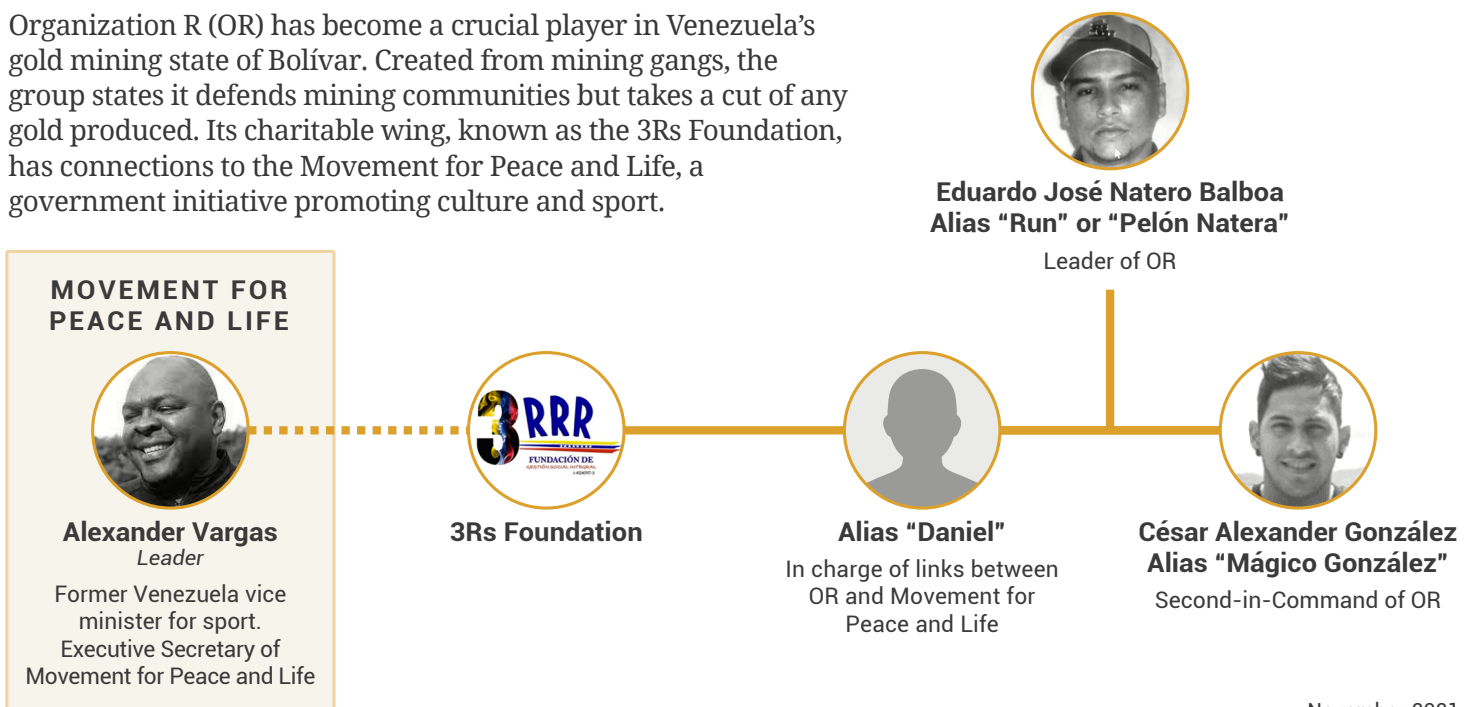 Organization R (OR) has become a crucial player in Venezuela’s
gold mining state of Bolívar. Created from mining gangs, the
group states it defends mining communities but takes a cut of any
gold produced. Its charitable wing, known as the 3Rs Foundation,
has connections to the Movement for Peace and Life, a
government initiative promoting culture and sport.
Eduardo José Natero Balboa
Alias “Run” or “Pelón Natera”
Leader of OR
MOVEMENT FOR
PEACE AND LIFE
Alexander Vargas
Leader
Former Venezuela vice
minister for sport.
Executive Secretary of
Movement for Peace and Life
3RRR
FUNDACIÓN DE
GESTIÓN SOCIAL INTEGRAL
3Rs Foundation
Alias “Daniel”
In charge of links between
OR and Movement for
Peace and Life
César Alexander González
Alias “Mágico González”
Second-in-Command of OR